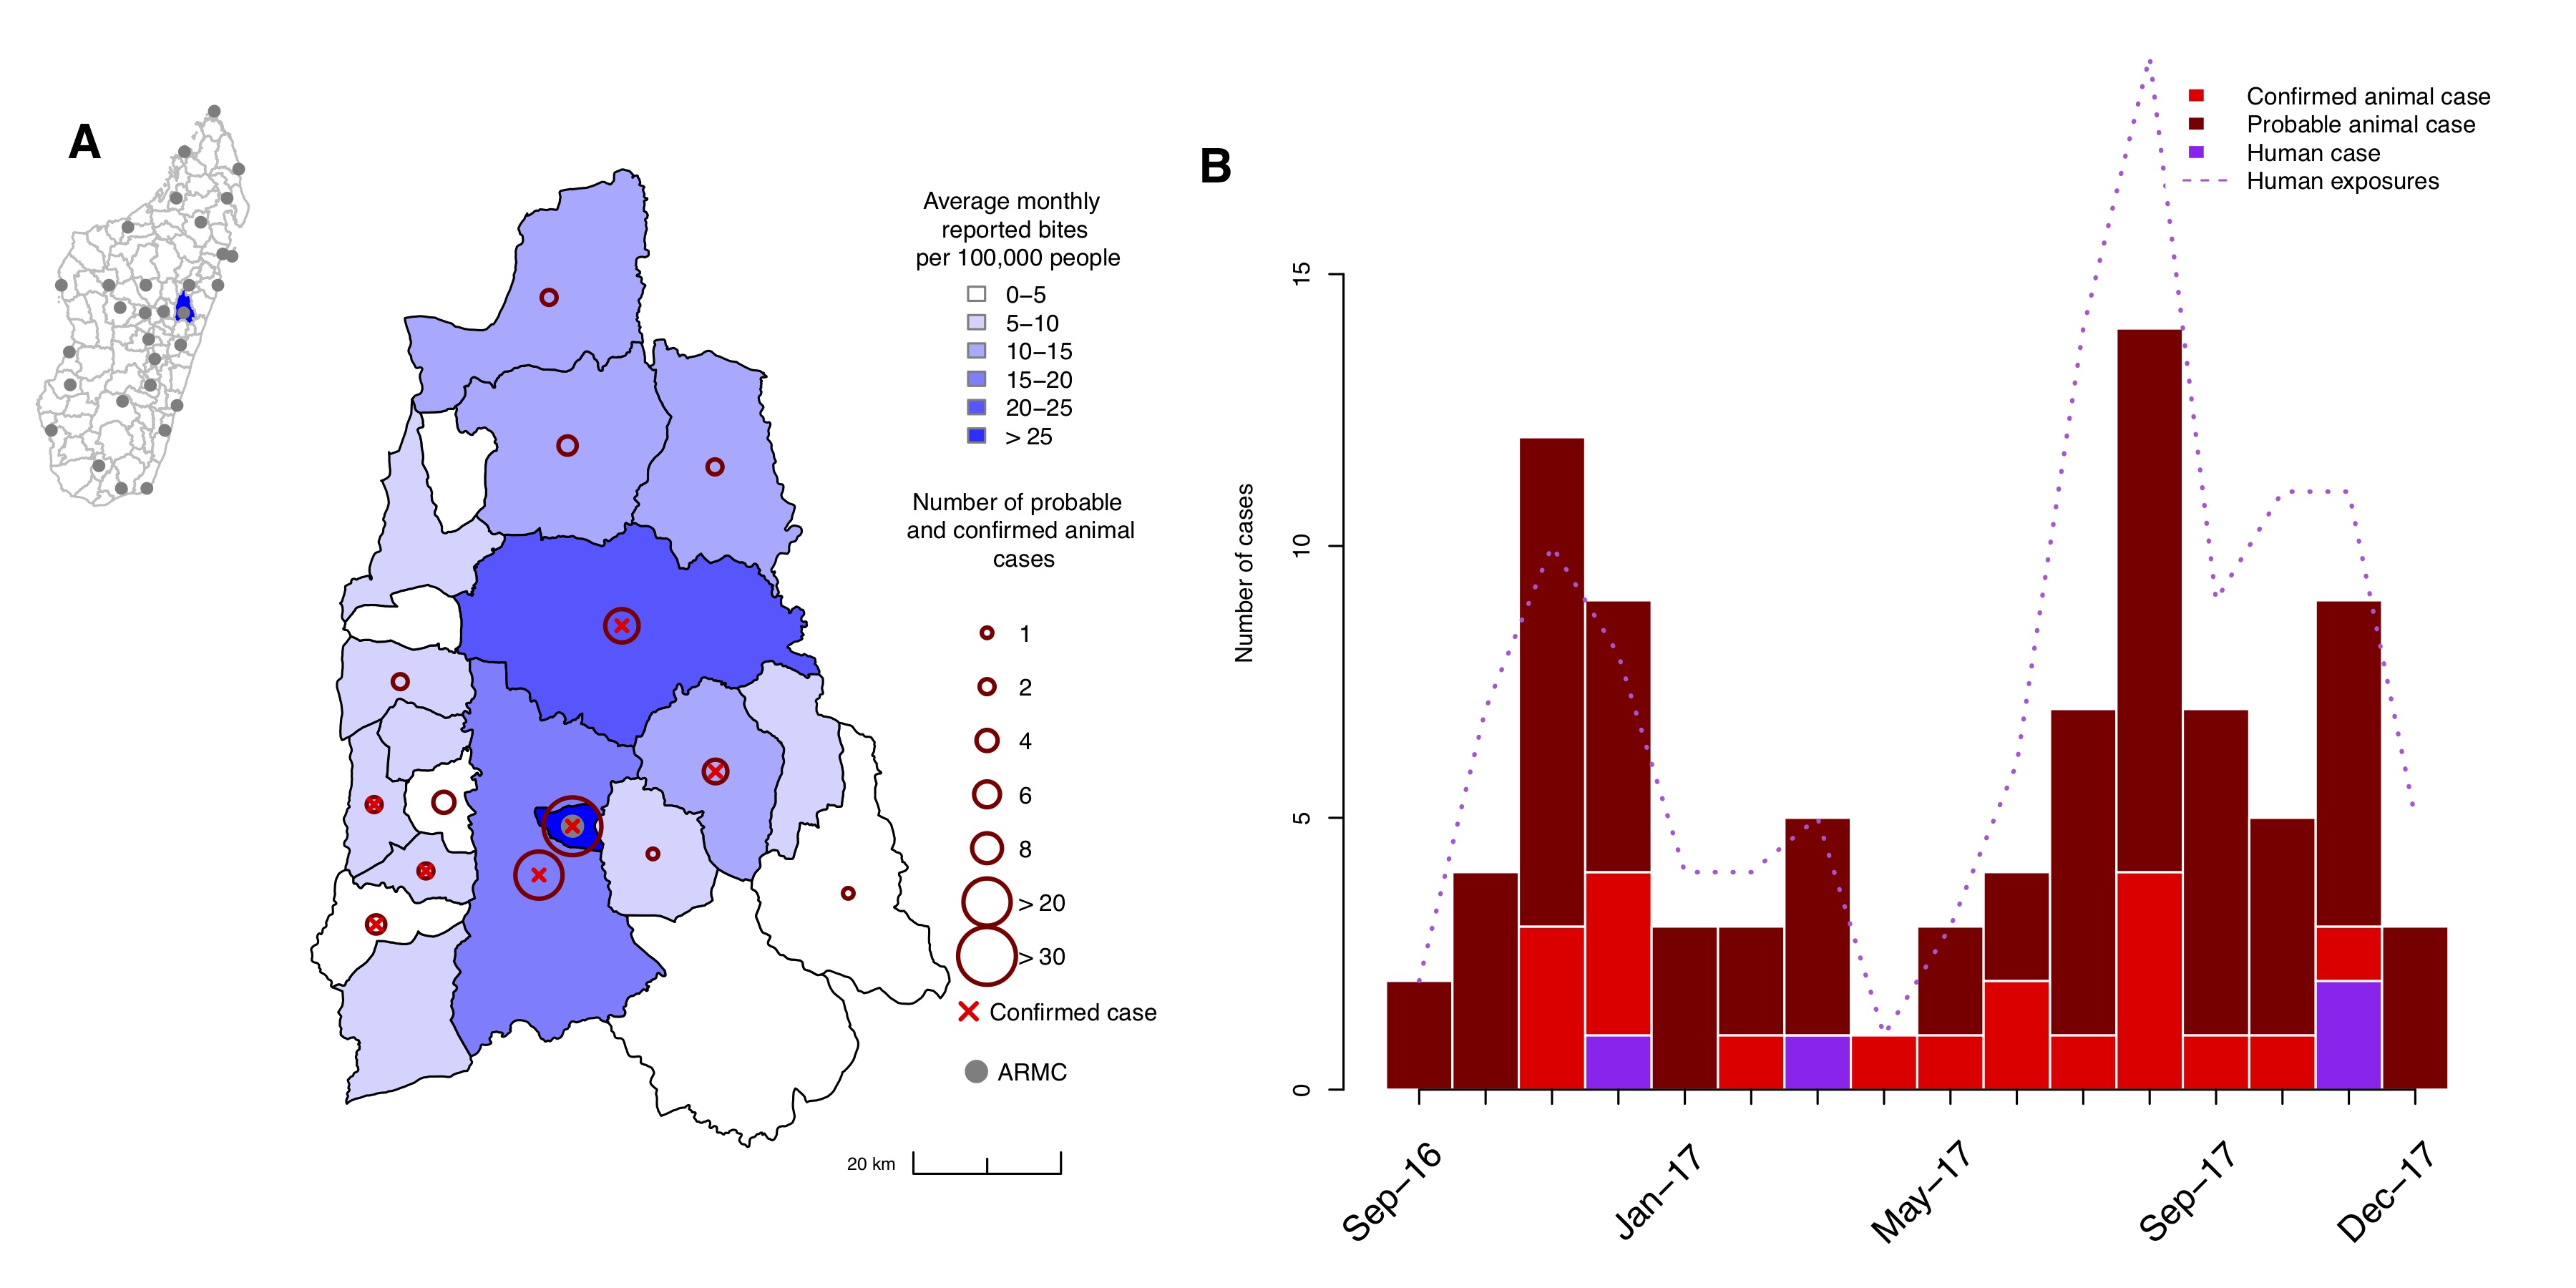 A
Average monthly
reported bites
per 100,000 people
0−5
5−10
10−15
15−20
20−25
> 25
Number of probable
and confirmed animal
cases
1
2
4
6
8
> 20
> 30
Confirmed case
ARMC
20 km
B
Confirmed animal case
Probable animal case
Human case
Human exposures
Number of cases
15
10
5
0
Sep−16
Jan−17
May−17
Sep−17
Dec−17